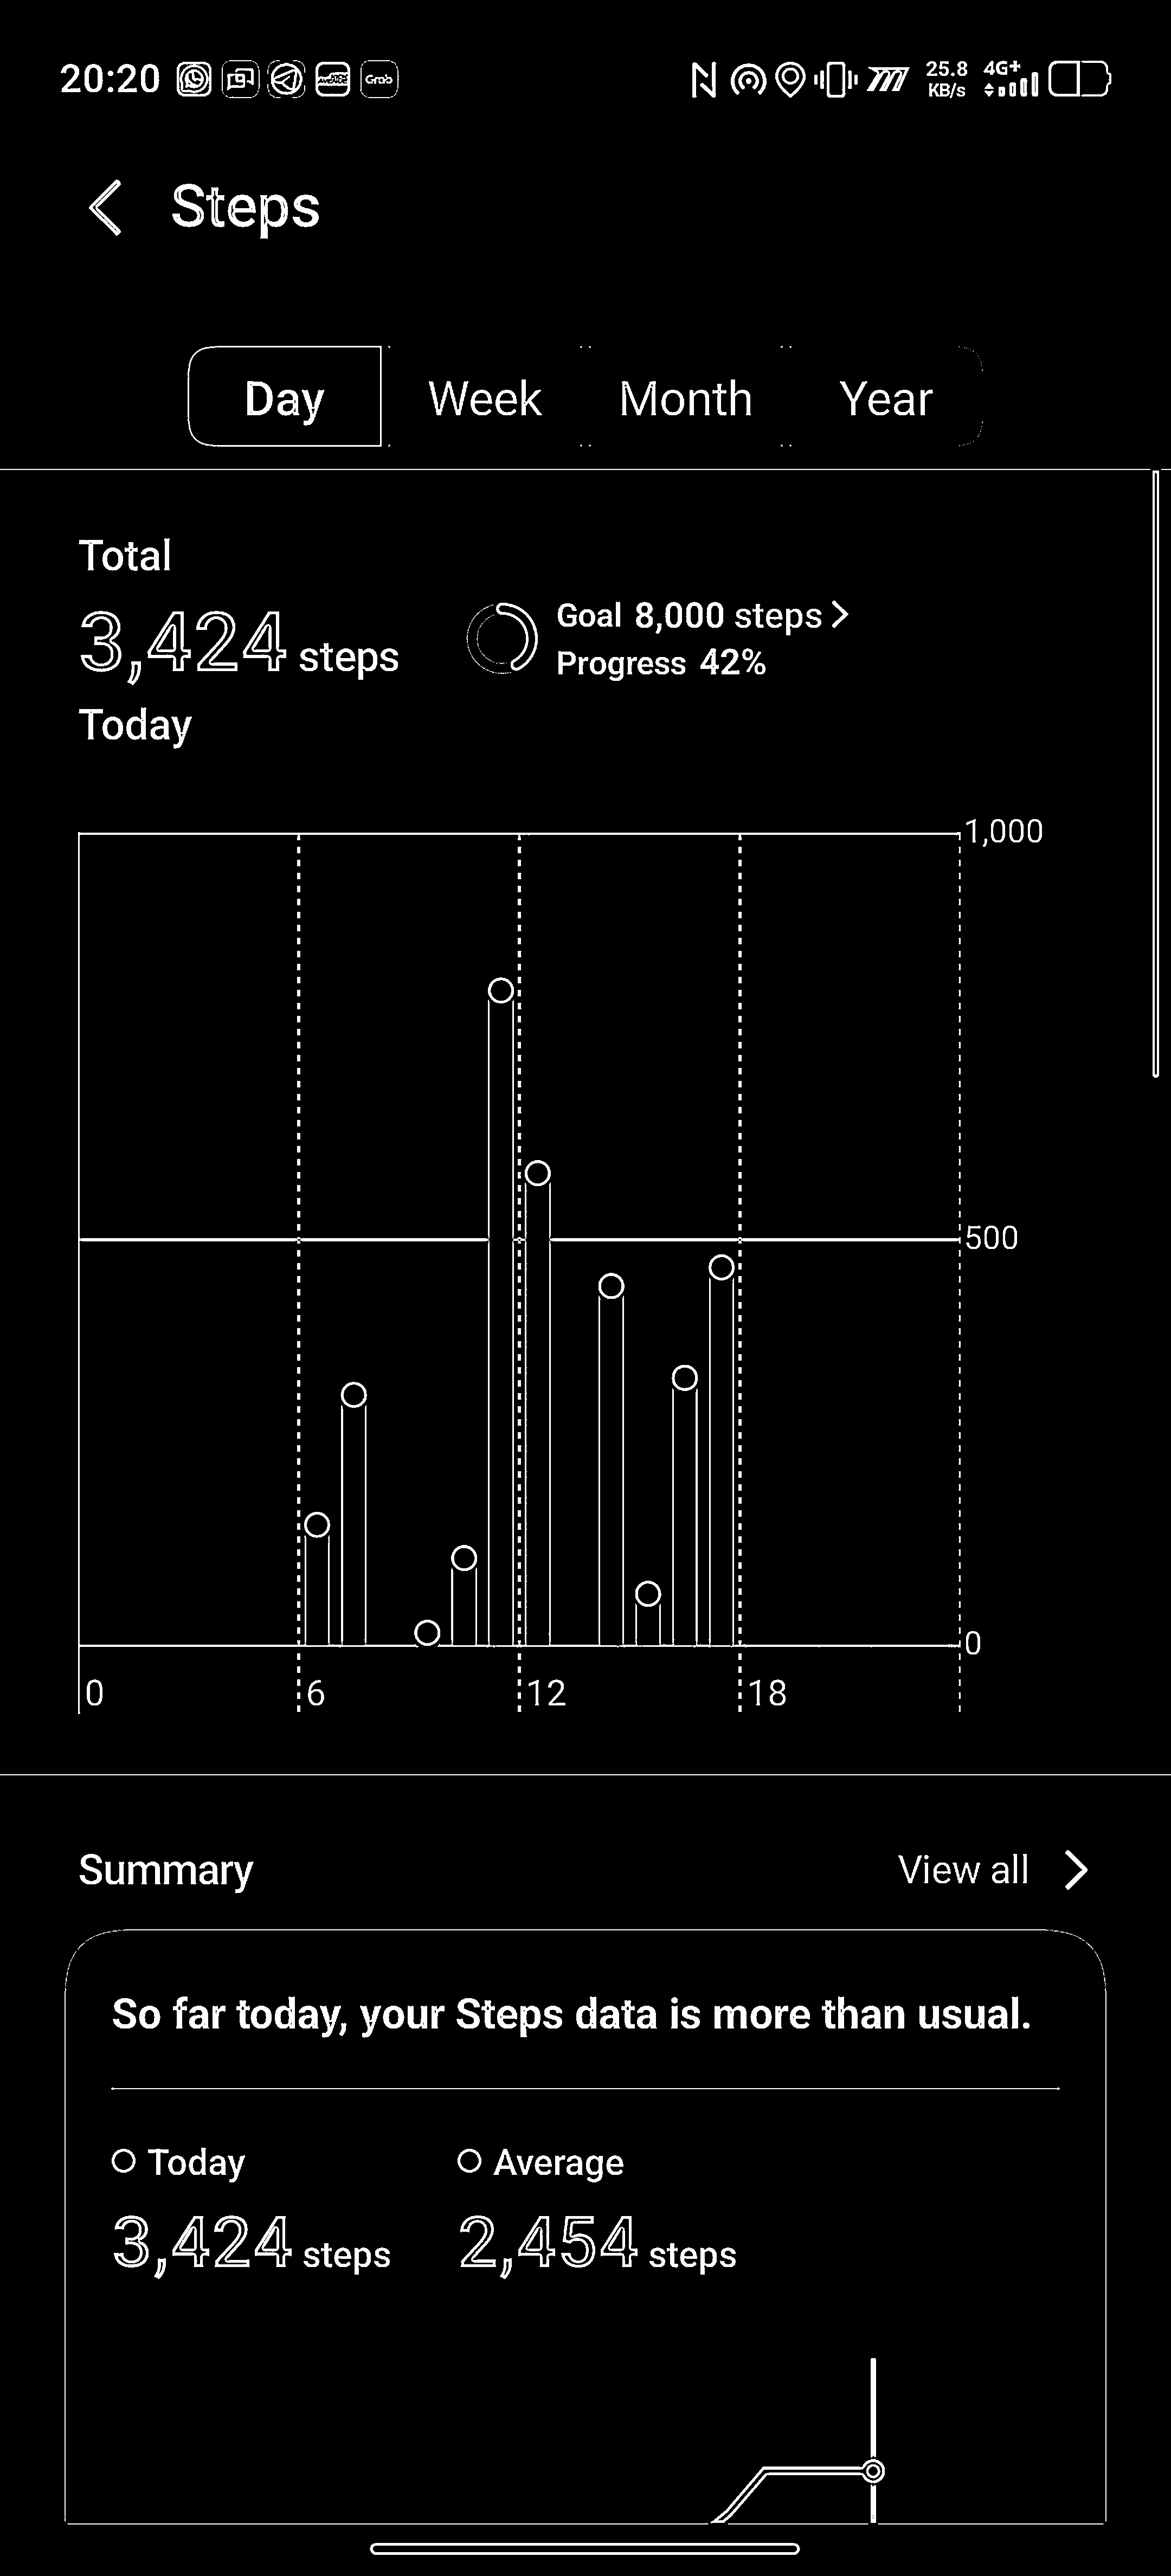 20:20 Grab 25.8 KB/s 4G+
Steps
Day Week Month Year
Total
3,424 steps
Goal 8,000 steps
Progress 42%
Today
1,000
500
0
0 6 12 18
Summary View all
So far today, your Steps data is more than usual.
Today Average
3,424 steps 2,454 steps